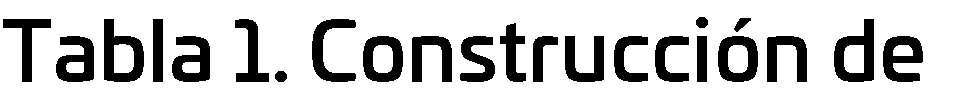 Tabla 1. Construcción de